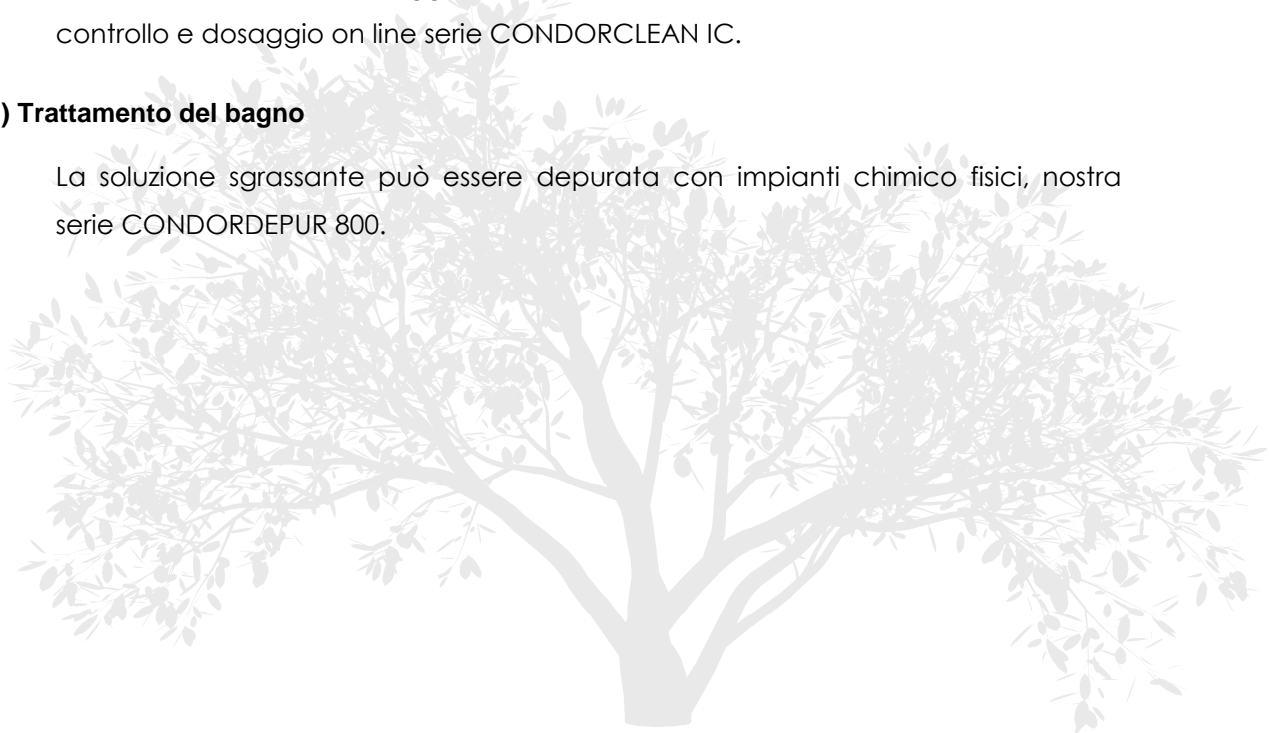 controllo e dosaggio on line serie CONDORCLEAN IC.
) Trattamento del bagno
La soluzione sgrassante può essere depurata con impianti chimico fisici, nostra
serie CONDORDEPUR 800.